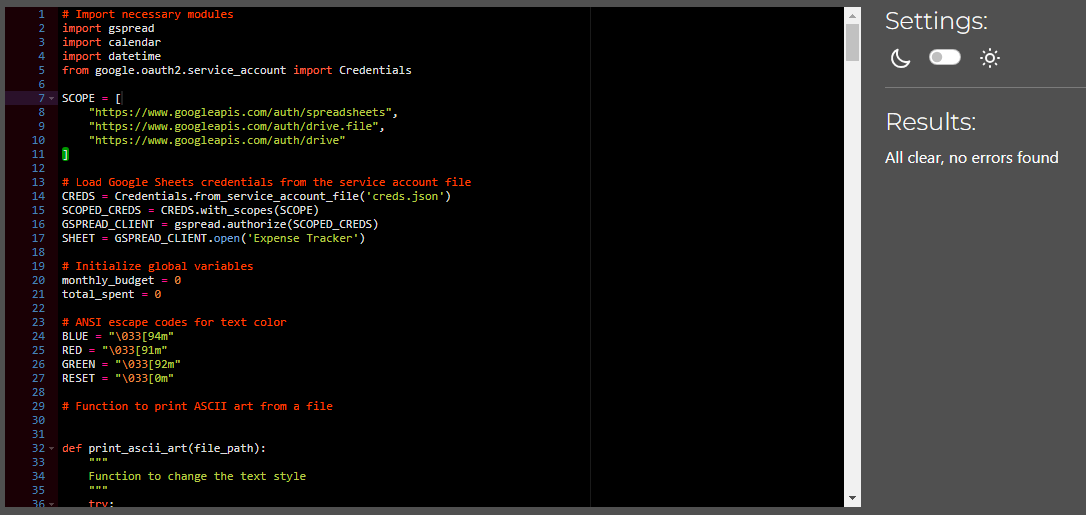 1 # Import necessary modules
2 import gspread
3 import calendar
4 import datetime
5 from google.oauth2.service_account import Credentials
6
7 SCOPE = [
8     "https://www.googleapis.com/auth/spreadsheets",
9     "https://www.googleapis.com/auth/drive.file",
10     "https://www.googleapis.com/auth/drive"
11 ]
12
13 # Load Google Sheets credentials from the service account file
14 CREDS = Credentials.from_service_account_file('creds.json')
15 SCOPED_CREDS = CREDS.with_scopes(SCOPE)
16 GSPREAD_CLIENT = gspread.authorize(SCOPED_CREDS)
17 SHEET = GSPREAD_CLIENT.open('Expense Tracker')
18
19 # Initialize global variables
20 monthly_budget = 0
21 total_spent = 0
22
23 # ANSI escape codes for text color
24 BLUE = "\033[94m"
25 RED = "\033[91m"
26 GREEN = "\033[92m"
27 RESET = "\033[0m"
28
29 # Function to print ASCII art from a file
30
31
32 def print_ascii_art(file_path):
33     """
34     Function to change the text style
35     """
36     try:
Settings:
Results:
All clear, no errors found